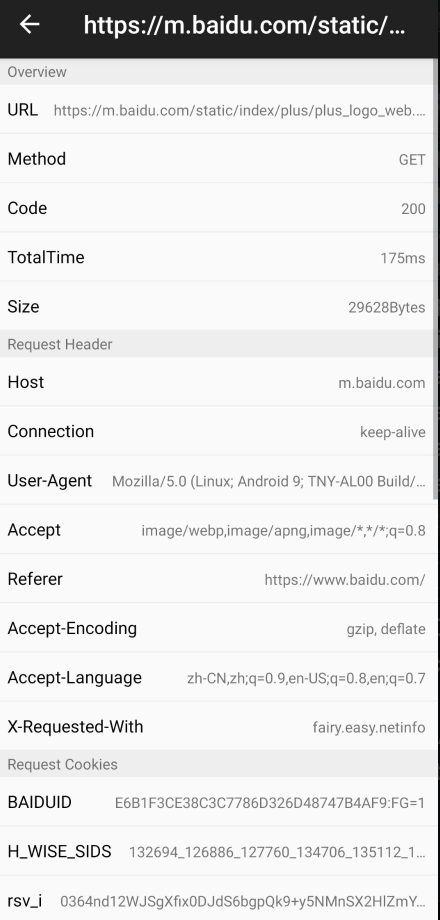 https://m.baidu.com/static/...
Overview
URL https://m.baidu.com/static/index/plus/plus_logo_web....
Method GET
Code 200
TotalTime 175ms
Size 29628Bytes
Request Header
Host m.baidu.com
Connection keep-alive
User-Agent Mozilla/5.0 (Linux; Android 9; TNY-AL00 Build/...
Accept image/webp,image/apng,image/*,*/*;q=0.8
Referer https://www.baidu.com/
Accept-Encoding gzip, deflate
Accept-Language zh-CN,zh;q=0.9,en-US;q=0.8,en;q=0.7
X-Requested-With fairy.easy.netinfo
Request Cookies
BAIDUID E6B1F3CE38C3C7786D326D48747B4AF9:FG=1
H_WISE_SIDS 132694_126886_127760_134706_135112_1...
rsv_i 0364nd12WJSgXfix0DJdS6bgpQk9+y5NMnSX2HlZmY...